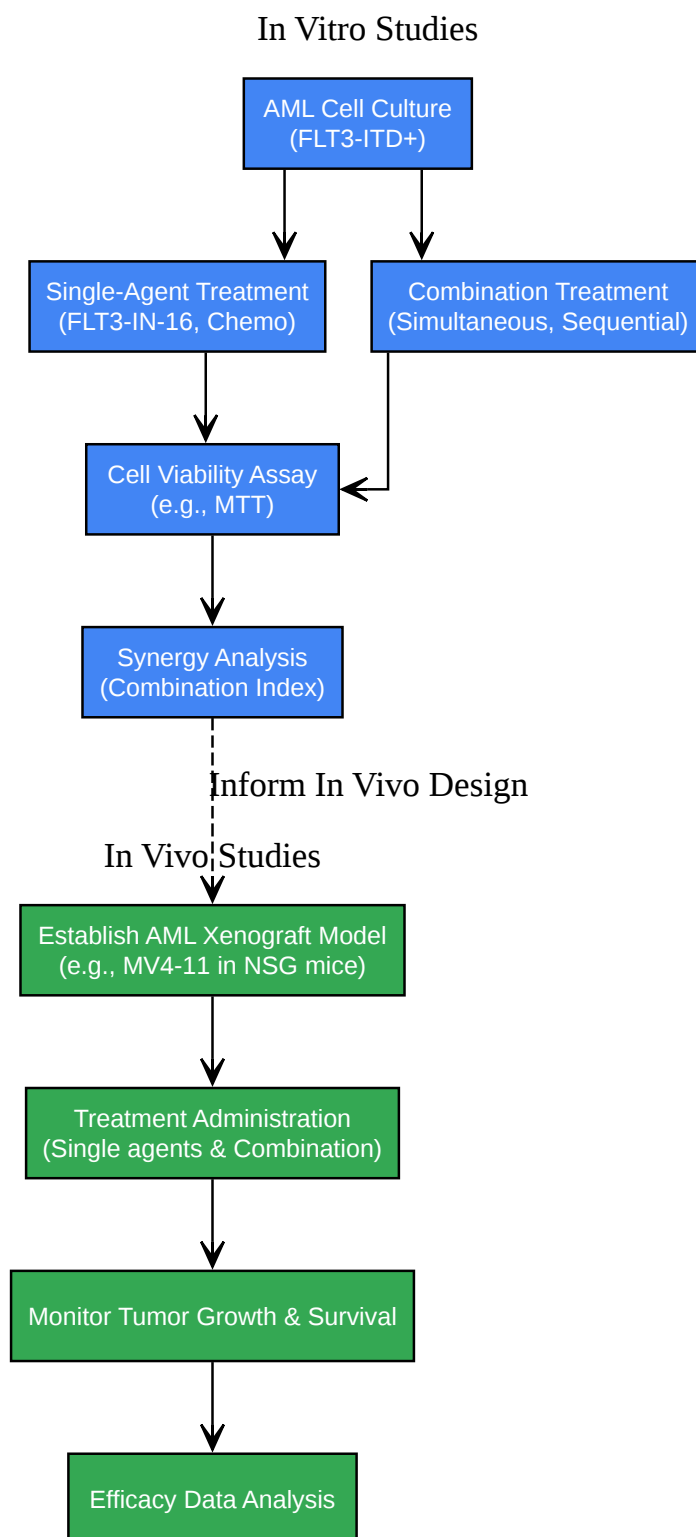 In Vitro Studies
AML Cell Culture
(FLT3-ITD+)
Single-Agent Treatment
(FLT3-IN-16, Chemo)
Combination Treatment
(Simultaneous, Sequential)
Cell Viability Assay
(e.g., MTT)
Synergy Analysis
(Combination Index)
Inform In Vivo Design
In Vivo Studies
Establish AML Xenograft Model
(e.g., MV4-11 in NSG mice)
Treatment Administration
(Single agents & Combination)
Monitor Tumor Growth & Survival
Efficacy Data Analysis